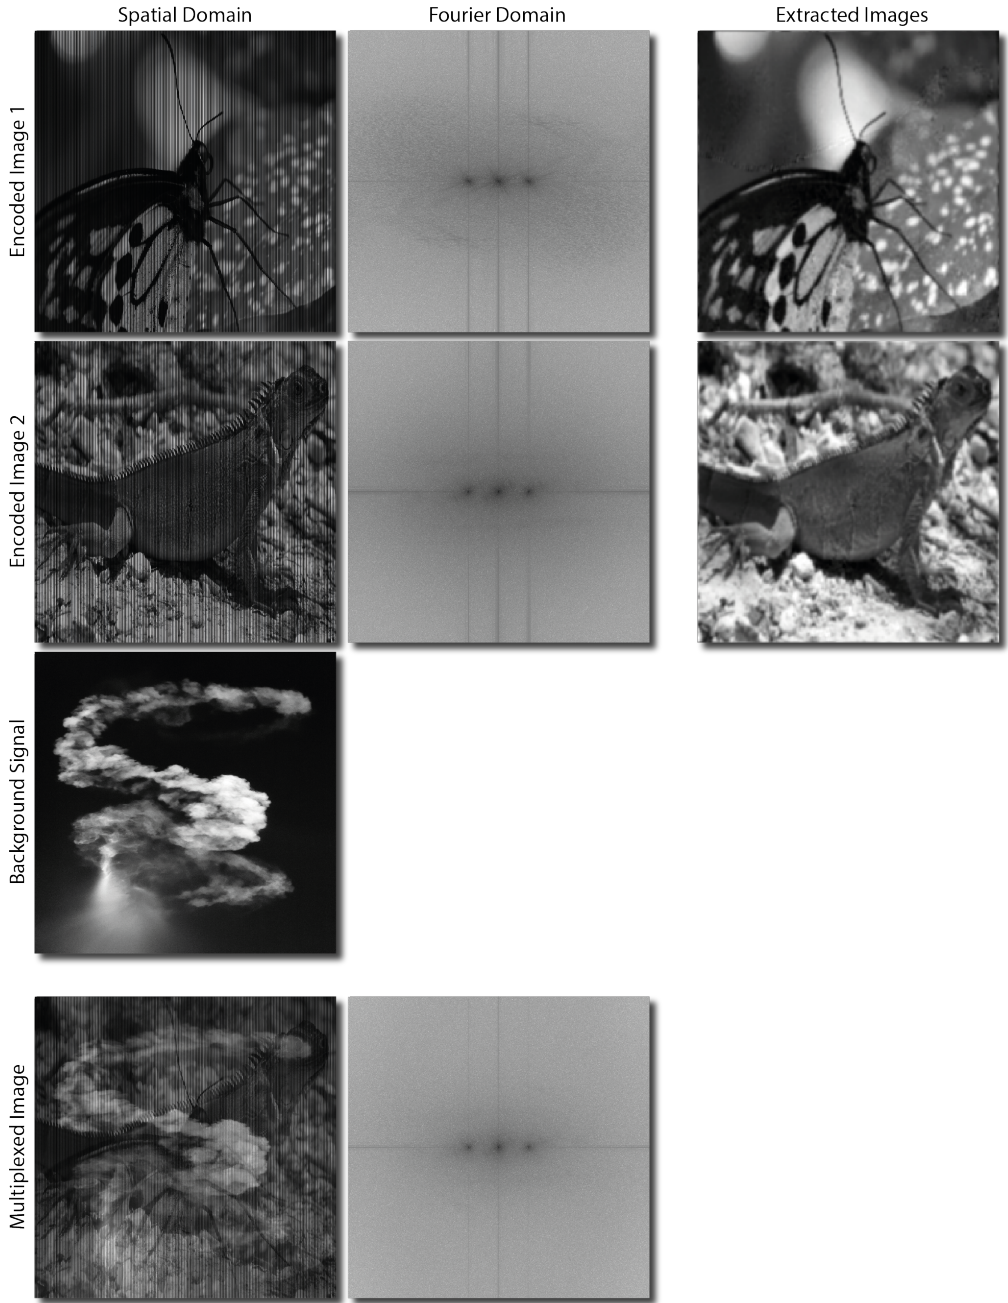 Spatial Domain
Fourier Domain
Extracted Images
Encoded Image 1
Encoded Image 2
Background Signal
Multiplexed Image